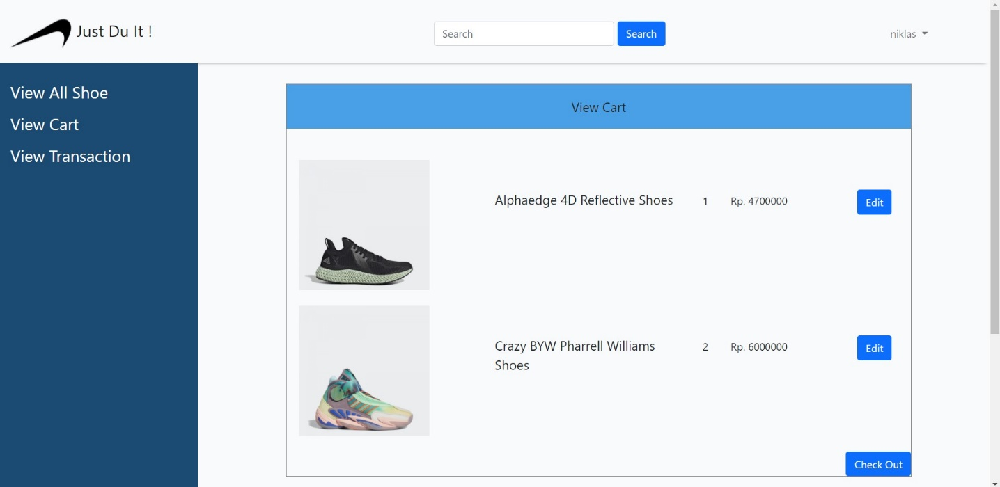 Just Du It !
Search
Search
niklas
View All Shoe
View Cart
View Transaction
View Cart
Alphaedge 4D Reflective Shoes
1
Rp. 4700000
Edit
Crazy BYW Pharrell Williams
Shoes
2
Rp. 6000000
Edit
Check Out